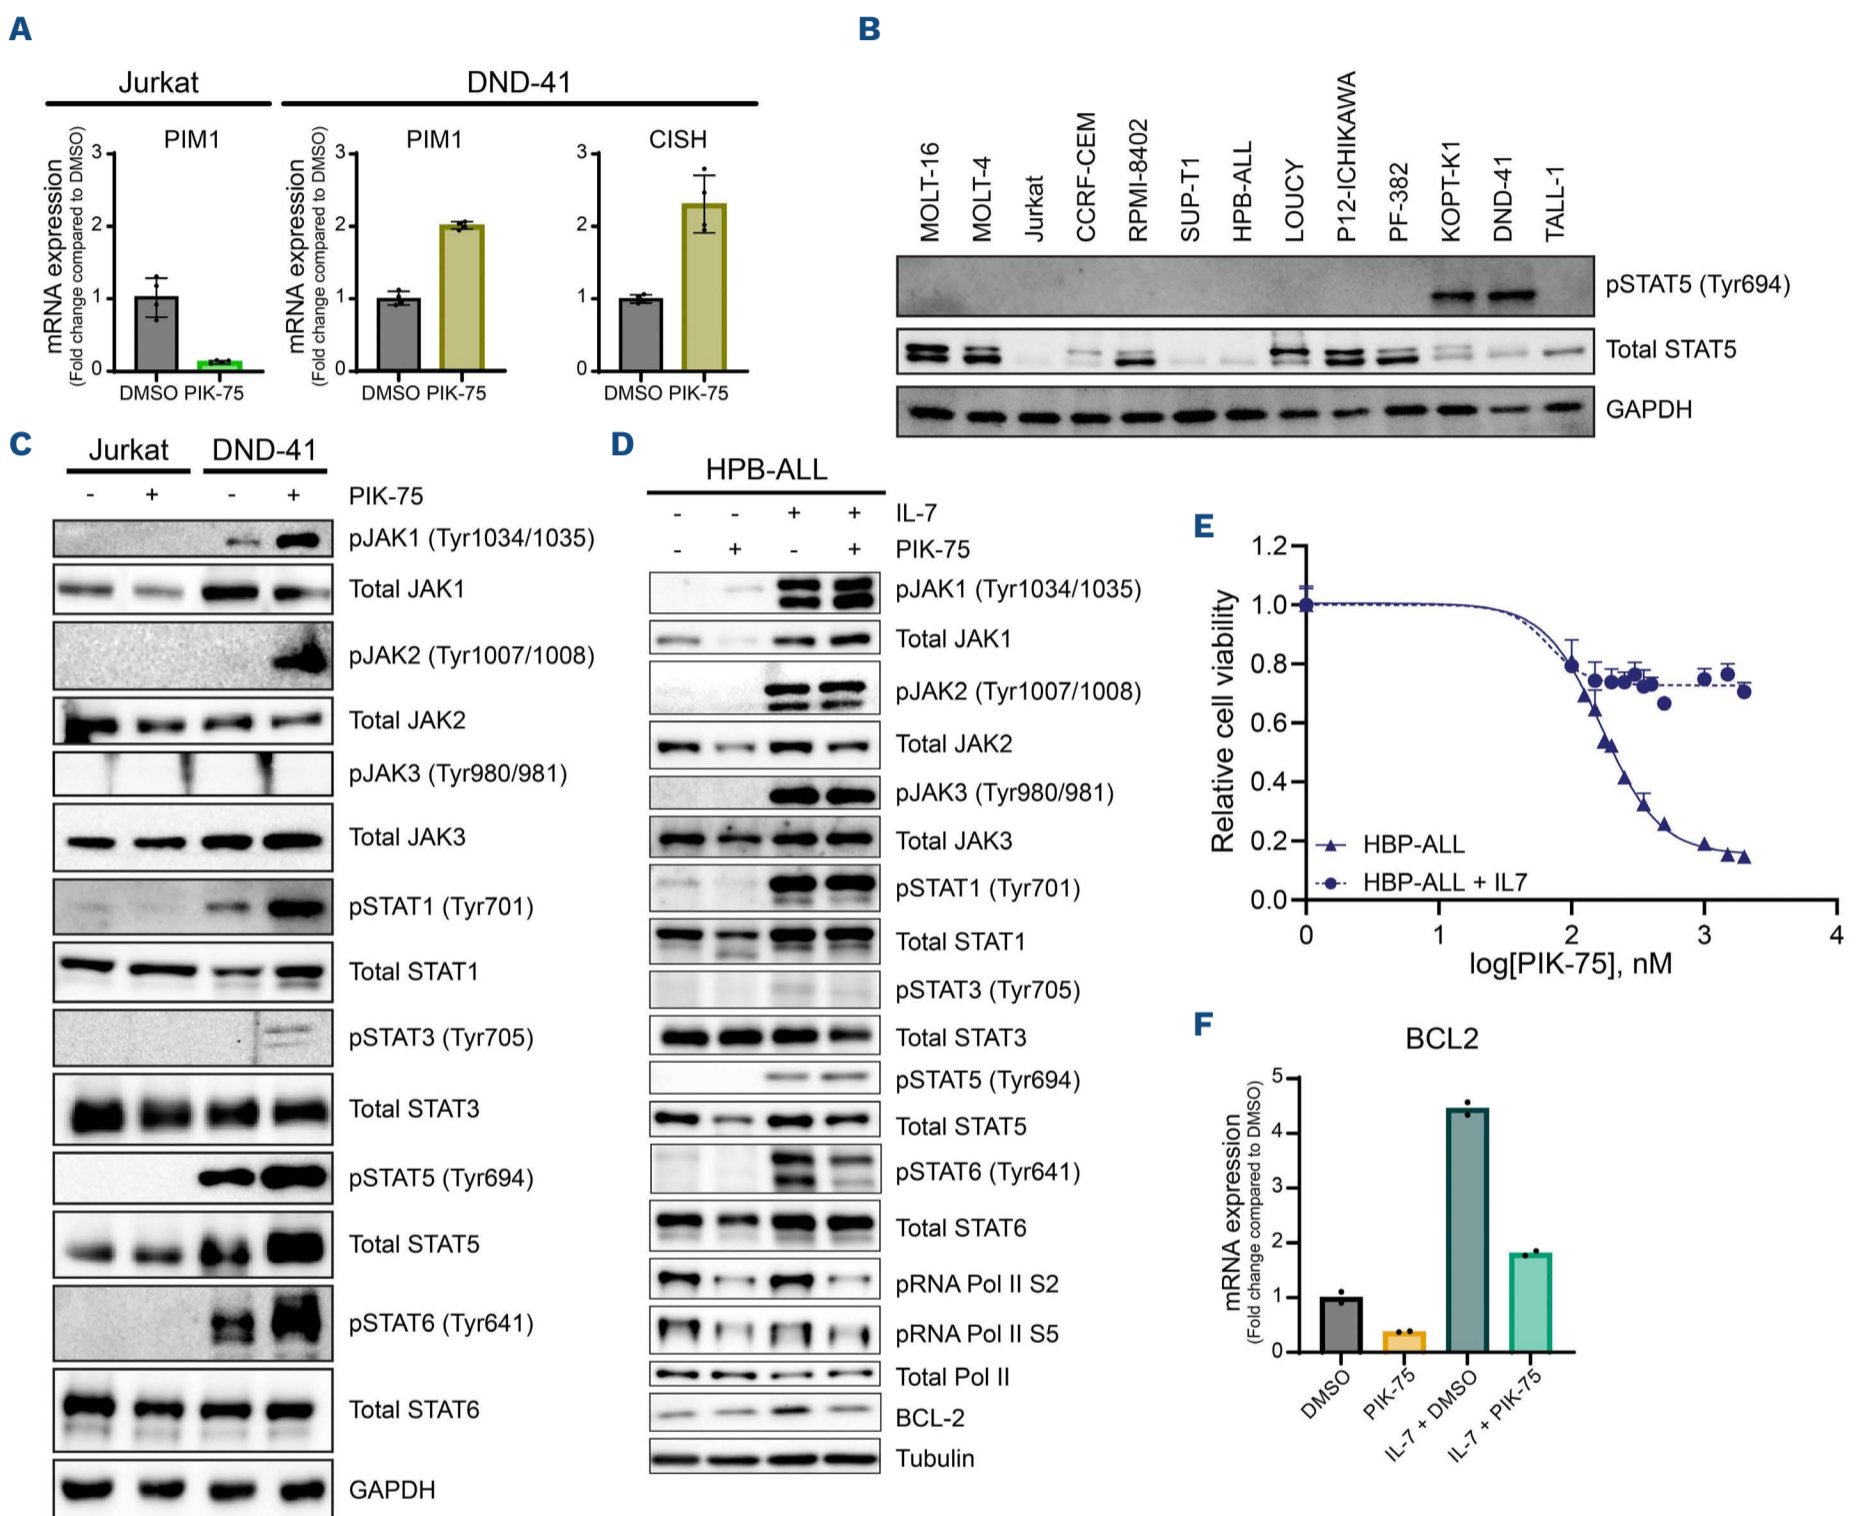 A
Jurkat
DND-41
PIM1
PIM1
CISH
mRNA expression
(Fold change compared to DMSO)
3
2
1
0
DMSO PIK-75
mRNA expression
(Fold change compared to DMSO)
3
2
1
0
DMSO PIK-75
3
2
1
0
DMSO PIK-75
B
MOLT-16
MOLT-4
Jurkat
CCRF-CEM
RPMI-8402
SUP-T1
HPB-ALL
LOUCY
P12-ICHIKAWA
PF-382
KOPT-K1
DND-41
TALL-1
pSTAT5 (Tyr694)
Total STAT5
GAPDH
C
Jurkat DND-41
- + - + PIK-75
pJAK1 (Tyr1034/1035)
Total JAK1
pJAK2 (Tyr1007/1008)
Total JAK2
pJAK3 (Tyr980/981)
Total JAK3
pSTAT1 (Tyr701)
Total STAT1
pSTAT3 (Tyr705)
Total STAT3
pSTAT5 (Tyr694)
Total STAT5
pSTAT6 (Tyr641)
Total STAT6
GAPDH
D
HPB-ALL
- - + + IL-7
- + - + PIK-75
pJAK1 (Tyr1034/1035)
Total JAK1
pJAK2 (Tyr1007/1008)
Total JAK2
pJAK3 (Tyr980/981)
Total JAK3
pSTAT1 (Tyr701)
Total STAT1
pSTAT3 (Tyr705)
Total STAT3
pSTAT5 (Tyr694)
Total STAT5
pSTAT6 (Tyr641)
Total STAT6
pRNA Pol II S2
pRNA Pol II S5
Total Pol II
BCL-2
Tubulin
E
Relative cell viability
1.2
1.0
0.8
0.6
0.4
0.2
0.0
HBP-ALL
HBP-ALL + IL7
0 1 2 3 4
log[PIK-75], nM
F
BCL2
mRNA expression
(Fold change compared to DMSO)
5
4
3
2
1
0
DMSO
PIK-75
IL-7 + DMSO
IL-7 + PIK-75